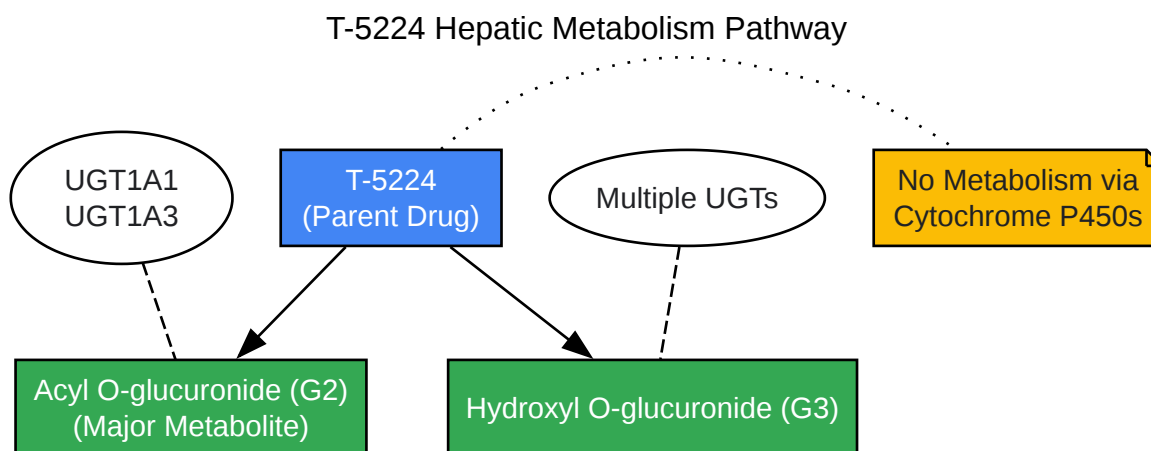 T-5224 Hepatic Metabolism Pathway
UGT1A1
UGT1A3
T-5224
(Parent Drug)
Multiple UGTs
No Metabolism via
Cytochrome P450s
Acyl O-glucuronide (G2)
(Major Metabolite)
Hydroxyl O-glucuronide (G3)